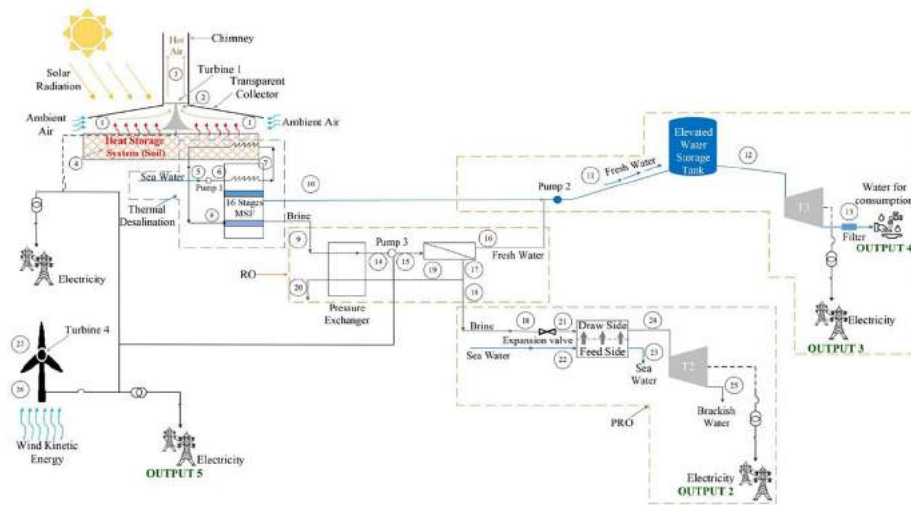 Hot
Air
Chimney
3
Solar
Radiation
Turbine 1
2
Transparent
Collector
1
1
Ambient
Air
Ambient Air
Heat Storage
System (Soil)
4
Sea Water
5
6
7
Pump 1
Thermal
Desalination
16 Stages
MSF
8
Brine
10
Elevated
Water
Storage
Tank
Fresh Water
11
Pump 2
12
T3
Water for
consumption
13
Filter
OUTPUT 4
Electricity
OUTPUT 3
Electricity
9
Pump 3
14
15
16
Fresh Water
17
19
RO
20
Pressure
Exchanger
18
Brine
18
21
Expansion valve
Draw Side
Feed Side
24
Sea
Water
22
23
Sea
Water
T2
25
Brackish
Water
PRO
Electricity
OUTPUT 2
Turbine 4
27
26
Wind Kinetic
Energy
Electricity
OUTPUT 5